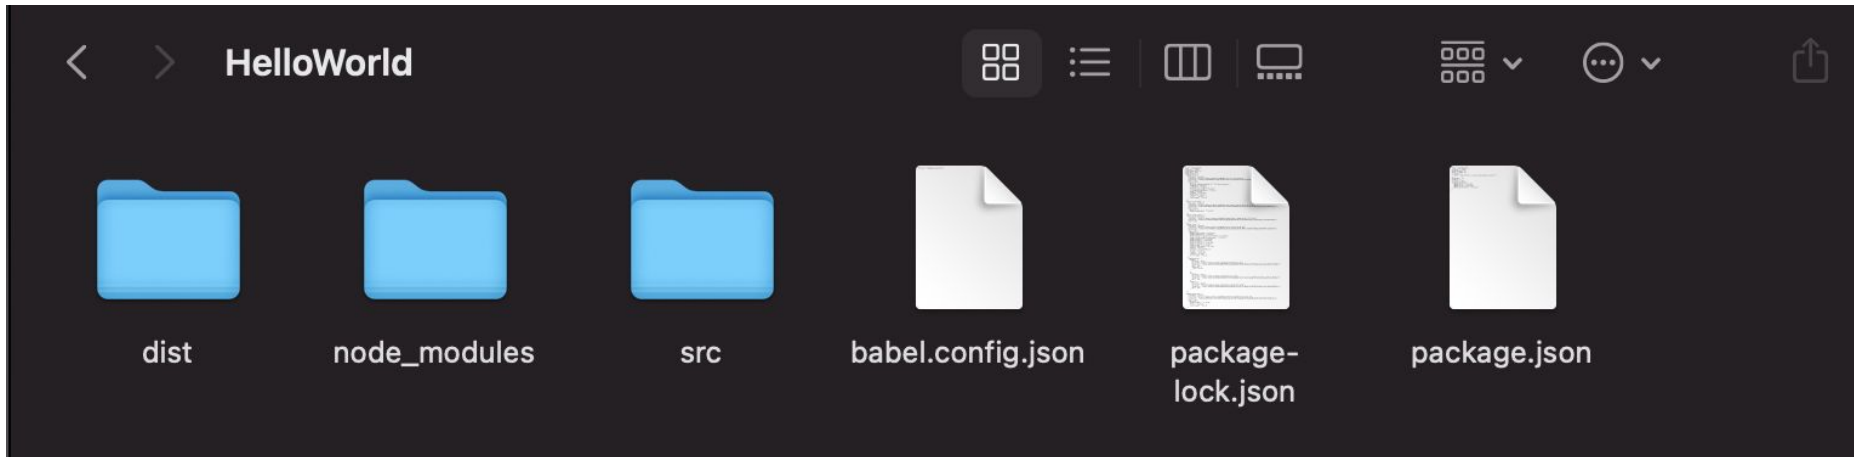 HelloWorld
dist
node_modules
src
babel.config.json
package-
lock.json
package.json